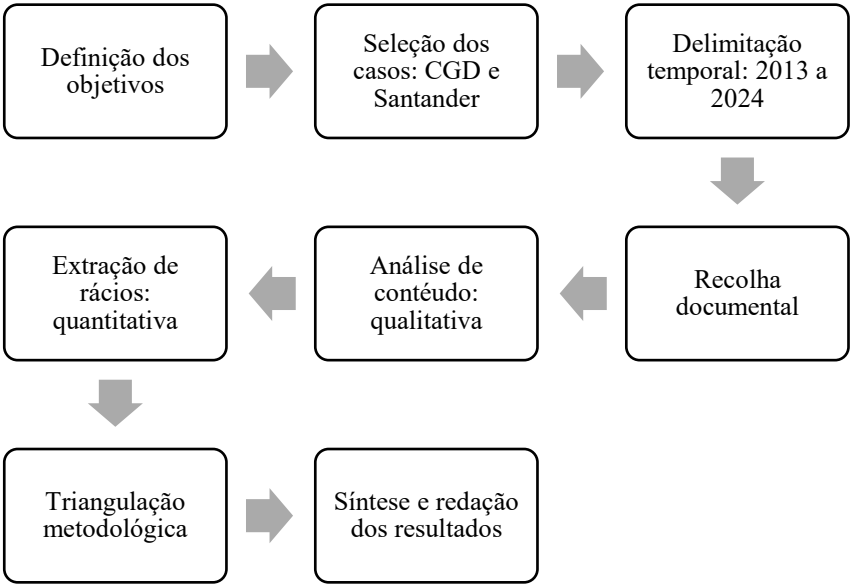 Definição dos
objetivos
Seleção dos
casos: CGD e
Santander
Delimitação
temporal: 2013 a
2024
Recolha
documental
Análise de
contéudo:
qualitativa
Extração de
rácios:
quantitativa
Triangulação
metodológica
Síntese e redação
dos resultados